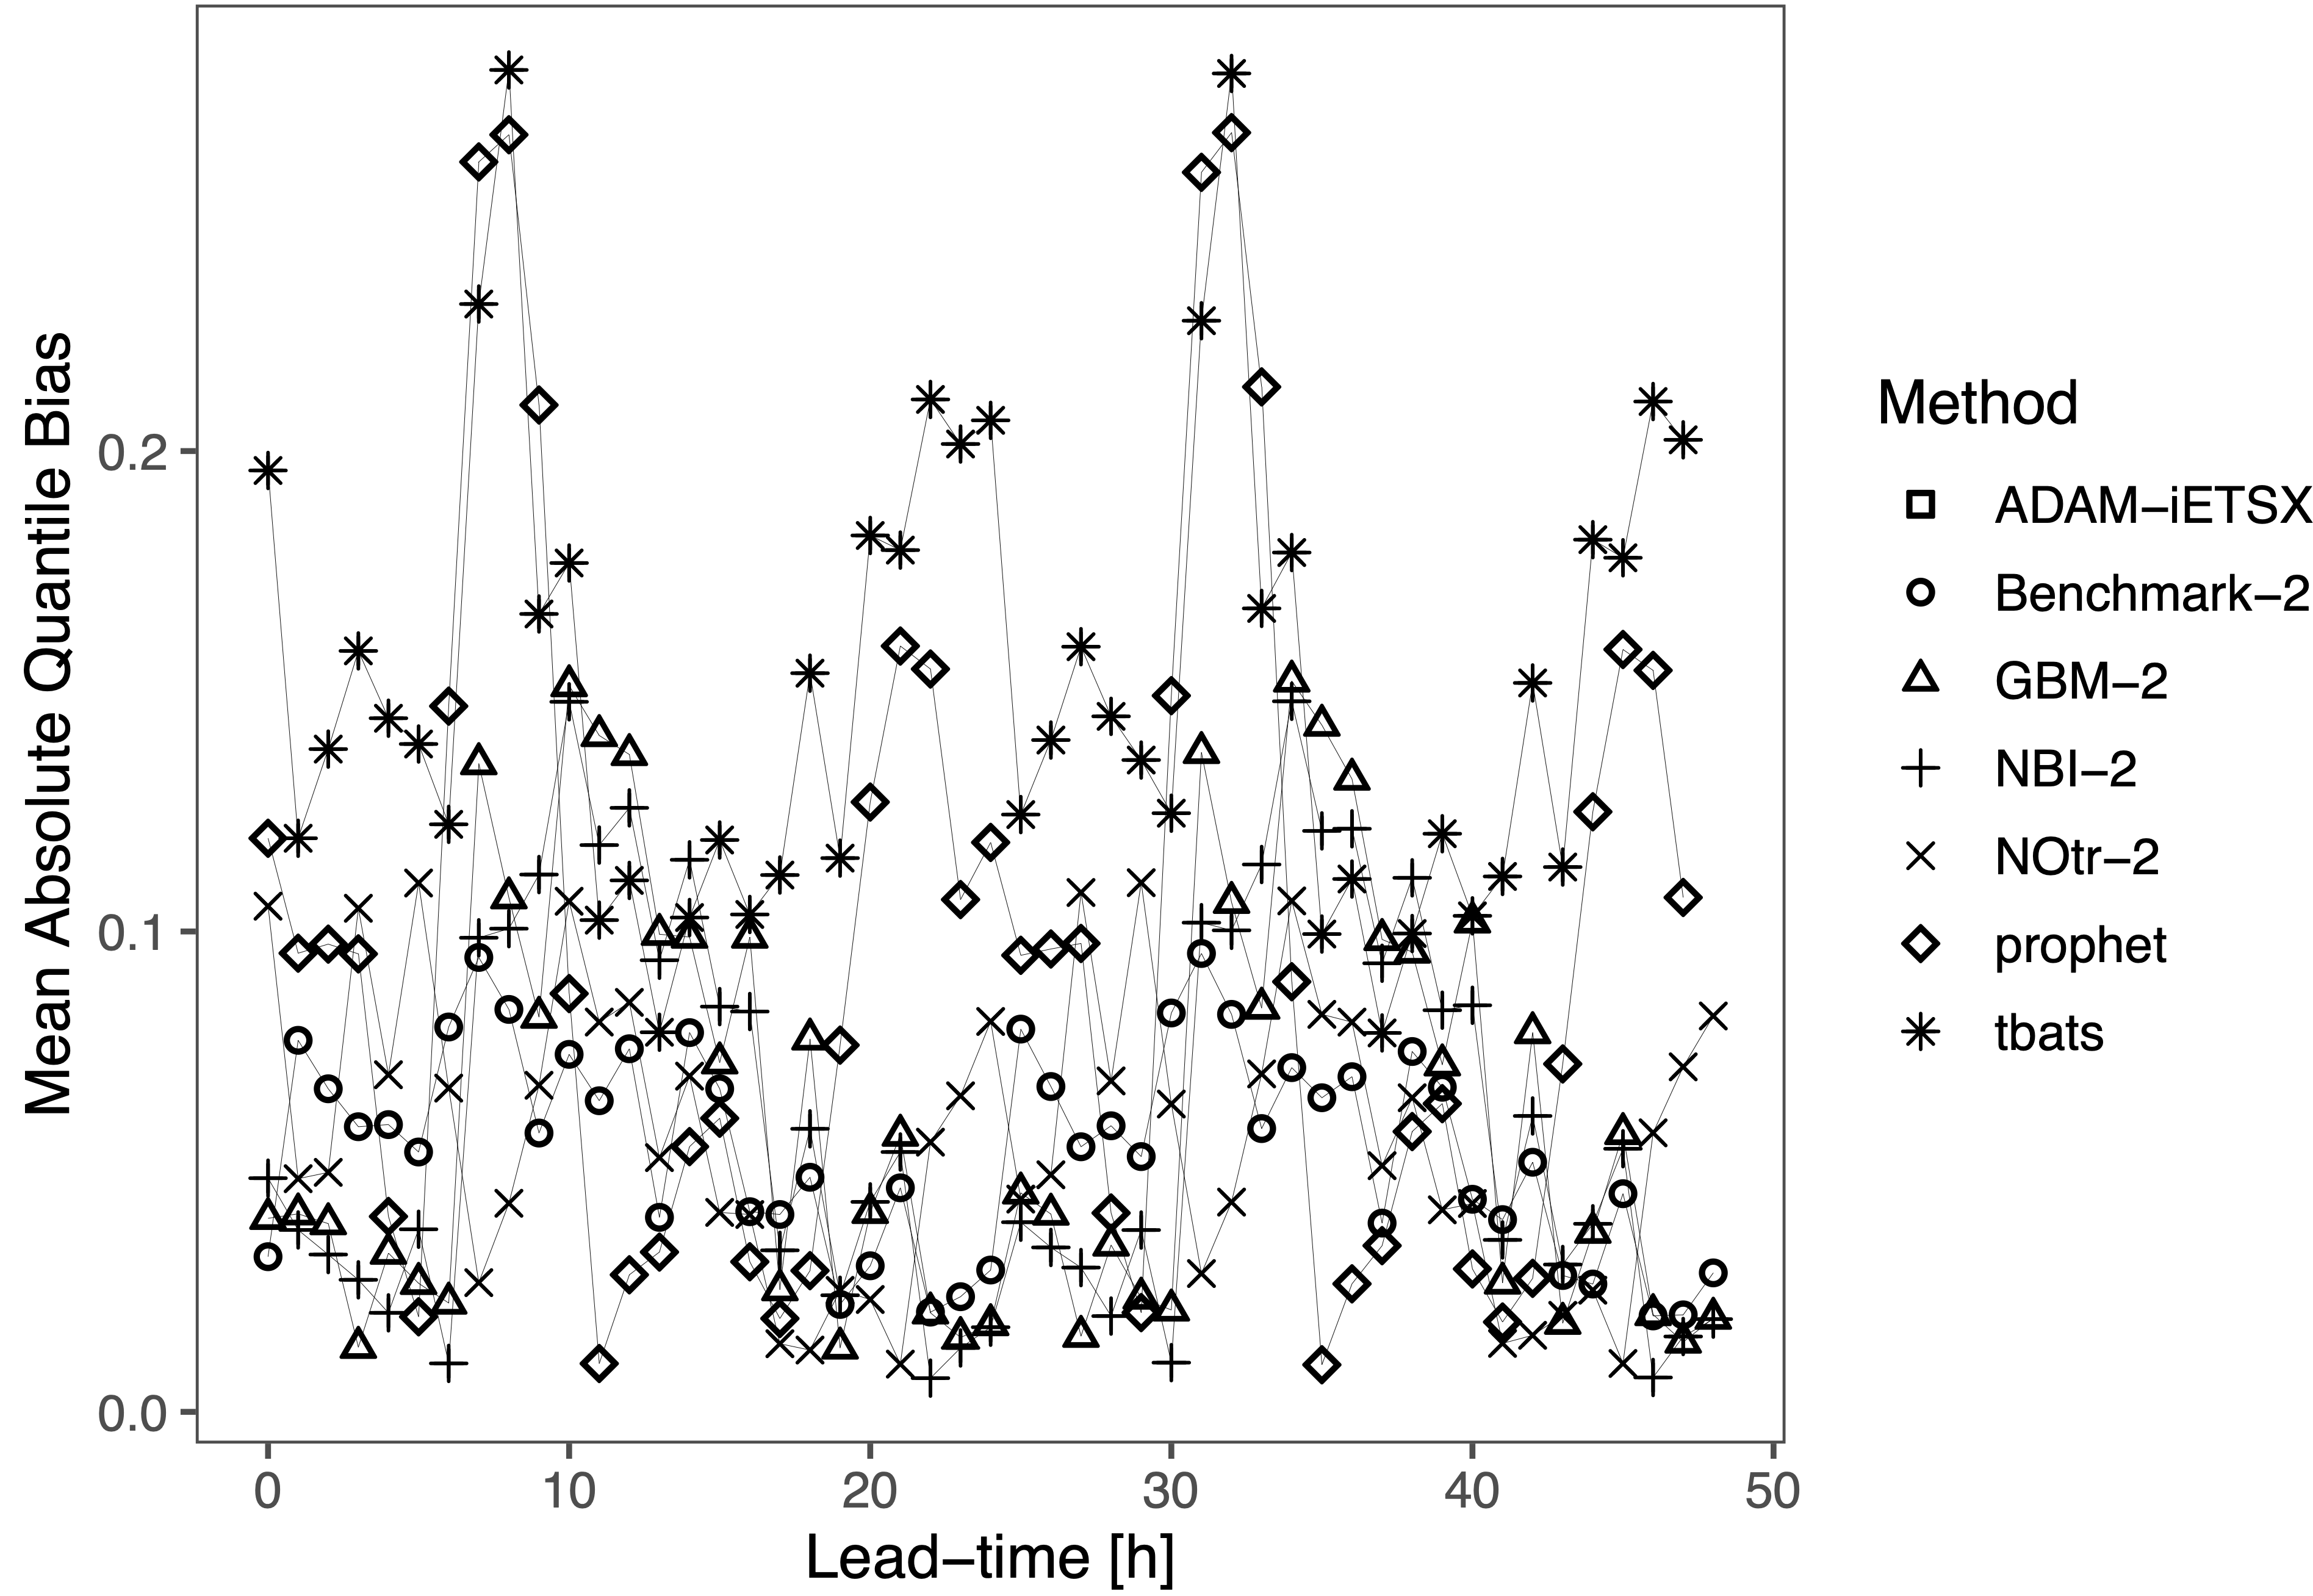 Mean Absolute Quantile Bias
0.2
0.1
0.0
0 10 20 30 40 50
Lead−time [h]
Method
ADAM−iETSX
Benchmark−2
GBM−2
NBI−2
NOtr−2
prophet
tbats